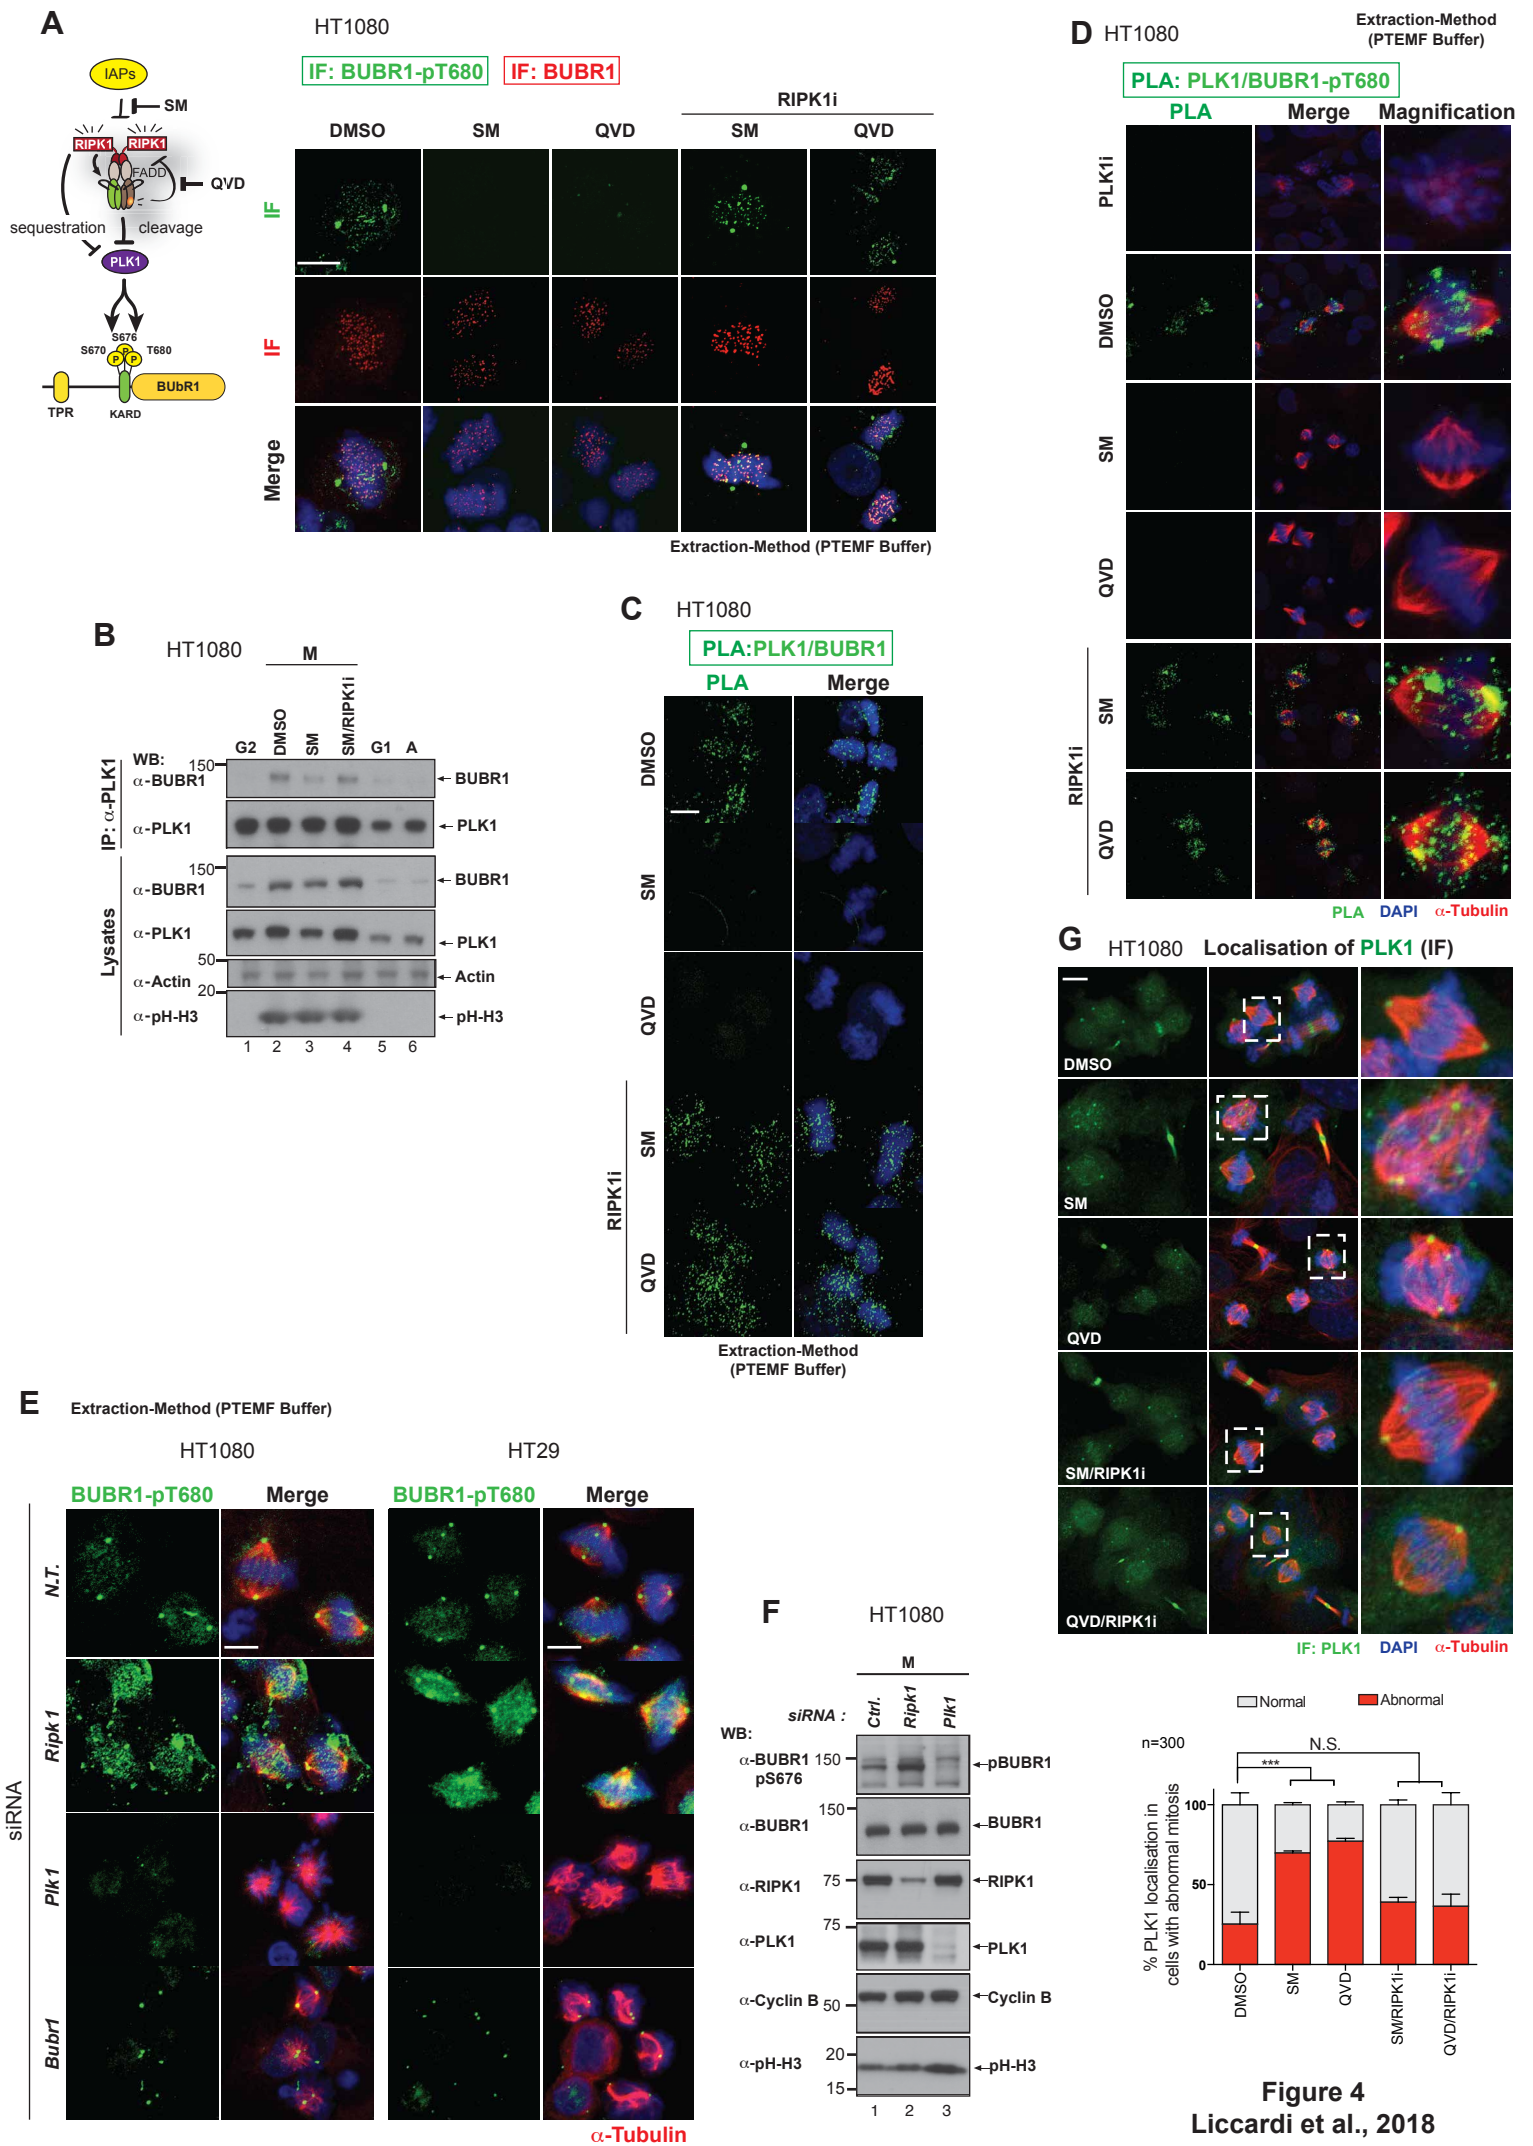 A
HT1080
IF: BUBR1-pT680
IF: BUBR1
RIPK1i
DMSO
SM
QVD
SM
QVD
IF
IF
Merge
Extraction-Method (PTEMF Buffer)
IAPs
SM
RIPK1
RIPK1
FADD
QVD
sequestration
cleavage
PLK1
S676
S670
T680
P
P
P
BUbR1
TPR
KARD
B
HT1080
M
G2
DMSO
SM
SM/RIPK1i
G1
A
IP: α-PLK1
WB:
150
α-BUBR1
BUBR1
α-PLK1
PLK1
Lysates
150
α-BUBR1
BUBR1
α-PLK1
PLK1
50
α-Actin
Actin
20
α-pH-H3
pH-H3
1 2 3 4 5 6
C
HT1080
PLA:PLK1/BUBR1
PLA
Merge
DMSO
SM
QVD
RIPK1i
SM
QVD
Extraction-Method
(PTEMF Buffer)
D
HT1080
Extraction-Method
(PTEMF Buffer)
PLA: PLK1/BUBR1-pT680
PLA
Merge
Magnification
PLK1i
DMSO
SM
QVD
RIPK1i
SM
QVD
PLA DAPI α-Tubulin
E
Extraction-Method (PTEMF Buffer)
HT1080
HT29
BUBR1-pT680
Merge
BUBR1-pT680
Merge
siRNA
N.T.
Ripk1
Plk1
Bubr1
α-Tubulin
F
HT1080
M
siRNA :
Ctrl.
Ripk1
Plk1
WB:
α-BUBR1
pS676
150
pBUBR1
150
α-BUBR1
BUBR1
α-RIPK1
75
RIPK1
75
α-PLK1
PLK1
α-Cyclin B
50
Cyclin B
20
α-pH-H3
pH-H3
15
1 2 3
G
HT1080
Localisation of PLK1 (IF)
DMSO
SM
QVD
SM/RIPK1i
QVD/RIPK1i
IF: PLK1 DAPI α-Tubulin
Normal
Abnormal
n=300
N.S.
***
% PLK1 localisation in
cells with abnormal mitosis
100
50
0
DMSO
SM
QVD
SM/RIPK1i
QVD/RIPK1i
Figure 4
Liccardi et al., 2018